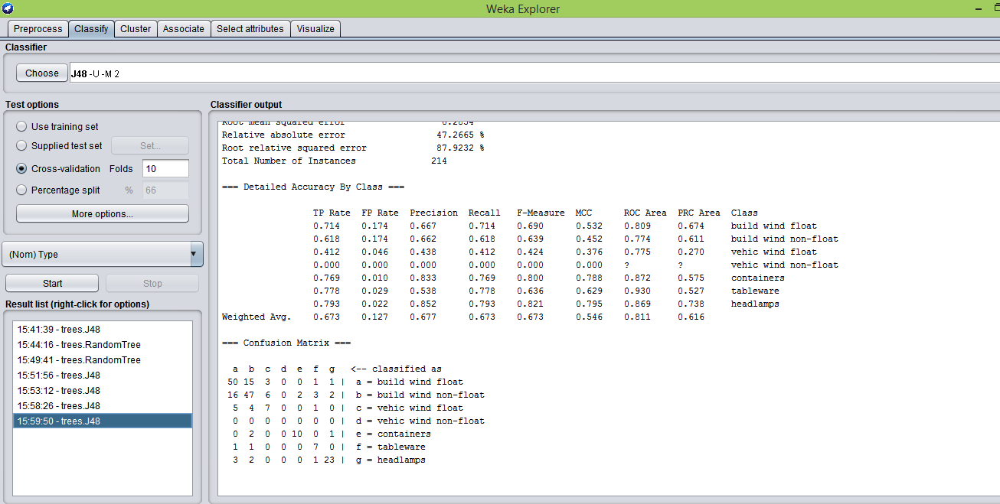 Weka Explorer
Preprocess Classify Cluster Associate Select attributes Visualize
Classifier
Choose J48 -U -M 2
Test options
Use training set
Supplied test set Set...
Cross-validation Folds 10
Percentage split % 66
More options...
(Nom) Type
Start Stop
Result list (right-click for options)
15:41:39 - trees.J48
15:44:16 - trees.RandomTree
15:49:41 - trees.RandomTree
15:51:56 - trees.J48
15:53:12 - trees.J48
15:58:26 - trees.J48
15:59:50 - trees.J48
Classifier output
Root mean squared error 0.2854
Relative absolute error 47.2665 %
Root relative squared error 87.9232 %
Total Number of Instances 214
=== Detailed Accuracy By Class ===
TP Rate FP Rate Precision Recall F-Measure MCC ROC Area PRC Area Class
0.714 0.174 0.667 0.714 0.690 0.532 0.809 0.674 build wind float
0.618 0.174 0.662 0.618 0.639 0.452 0.774 0.611 build wind non-float
0.412 0.046 0.438 0.412 0.424 0.376 0.775 0.270 vehic wind float
0.000 0.000 0.000 0.000 0.000 0.000 ? ? vehic wind non-float
0.769 0.010 0.833 0.769 0.800 0.788 0.872 0.575 containers
0.778 0.029 0.538 0.778 0.636 0.629 0.930 0.527 tableware
0.793 0.022 0.852 0.793 0.821 0.795 0.869 0.738 headlamps
Weighted Avg. 0.673 0.127 0.677 0.673 0.673 0.546 0.811 0.616
=== Confusion Matrix ===
a b c d e f g <-- classified as
50 15 3 0 0 1 1 | a = build wind float
16 47 6 0 2 3 2 | b = build wind non-float
5 4 7 0 0 1 0 | c = vehic wind float
0 0 0 0 0 0 0 | d = vehic wind non-float
0 2 0 0 10 0 1 | e = containers
1 1 0 0 0 7 0 | f = tableware
3 2 0 0 0 1 23 | g = headlamps